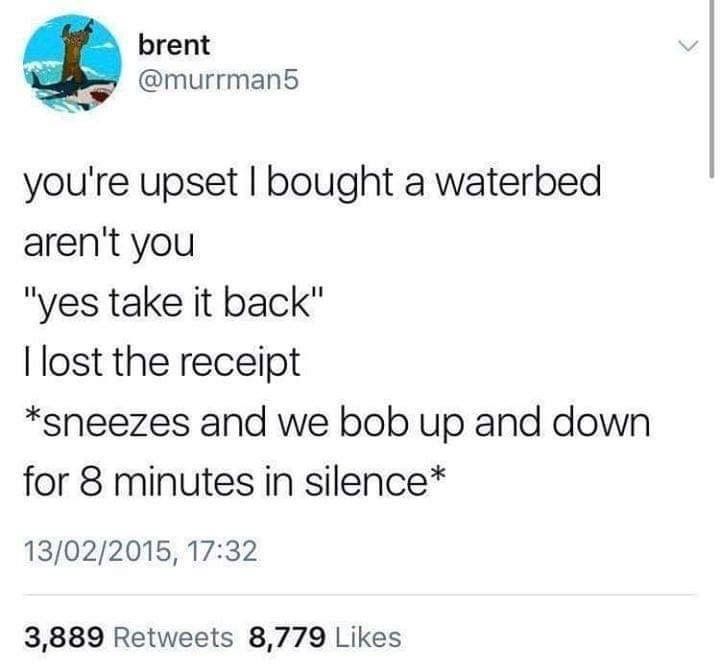 brent
@murrman5
you're upset I bought a waterbed
aren't you
"yes take it back"
I lost the receipt
*sneezes and we bob up and down
for 8 minutes in silence*
13/02/2015, 17:32
3,889 Retweets 8,779 Likes